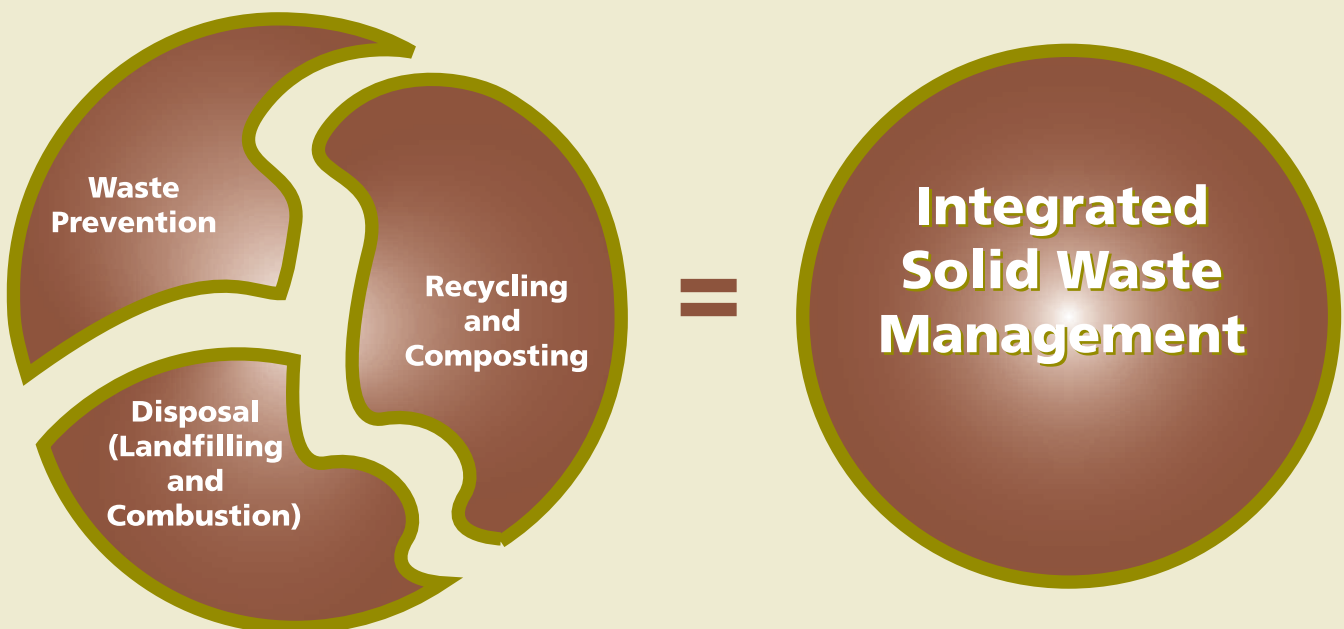 Waste
Prevention
Recycling
and
Composting
Disposal
(Landfilling
and
Combustion)
=
Integrated
Solid Waste
Management